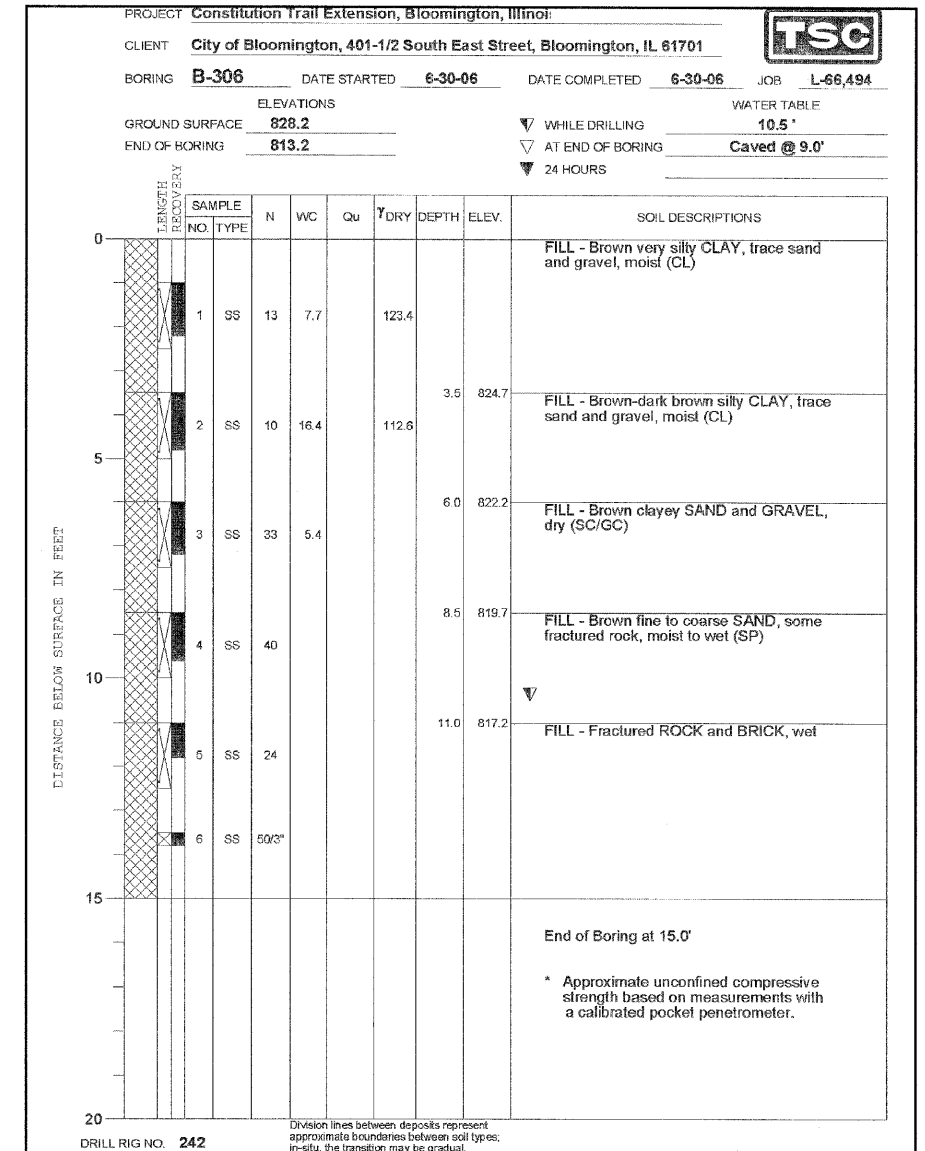 PROJECT Constitution Trail Extension, Bloomington, Illinoi
TSC
CLIENT City of Bloomington, 401-1/2 South East Street, Bloomington, IL 61701
BORING B-306 DATE STARTED 6-30-06 DATE COMPLETED 6-30-06 JOB L-66,494
ELEVATIONS WATER TABLE
GROUND SURFACE 828.2 WHILE DRILLING 10.5 '
END OF BORING 813.2 AT END OF BORING Caved @ 9.0'
24 HOURS
LENGTH
RECOVERY
SAMPLE
NO. TYPE N WC Qu γDRY DEPTH ELEV. SOIL DESCRIPTIONS
0
FILL - Brown very silty CLAY, trace sand
and gravel, moist (CL)
1 SS 13 7.7 123.4
3.5 824.7
FILL - Brown-dark brown silty CLAY, trace
sand and gravel, moist (CL)
2 SS 10 16.4 112.6
5
6.0 822.2
FILL - Brown clayey SAND and GRAVEL,
dry (SC/GC)
3 SS 33 5.4
8.5 819.7
FILL - Brown fine to coarse SAND, some
fractured rock, moist to wet (SP)
4 SS 40
10
11.0 817.2
FILL - Fractured ROCK and BRICK, wet
5 SS 24
6 SS 50/3"
15
End of Boring at 15.0'
* Approximate unconfined compressive
strength based on measurements with
a calibrated pocket penetrometer.
20
DISTANCE BELOW SURFACE IN FEET
DRILL RIG NO. 242
Division lines between deposits represent
approximate boundaries between soil types;
in-situ, the transition may be gradual.